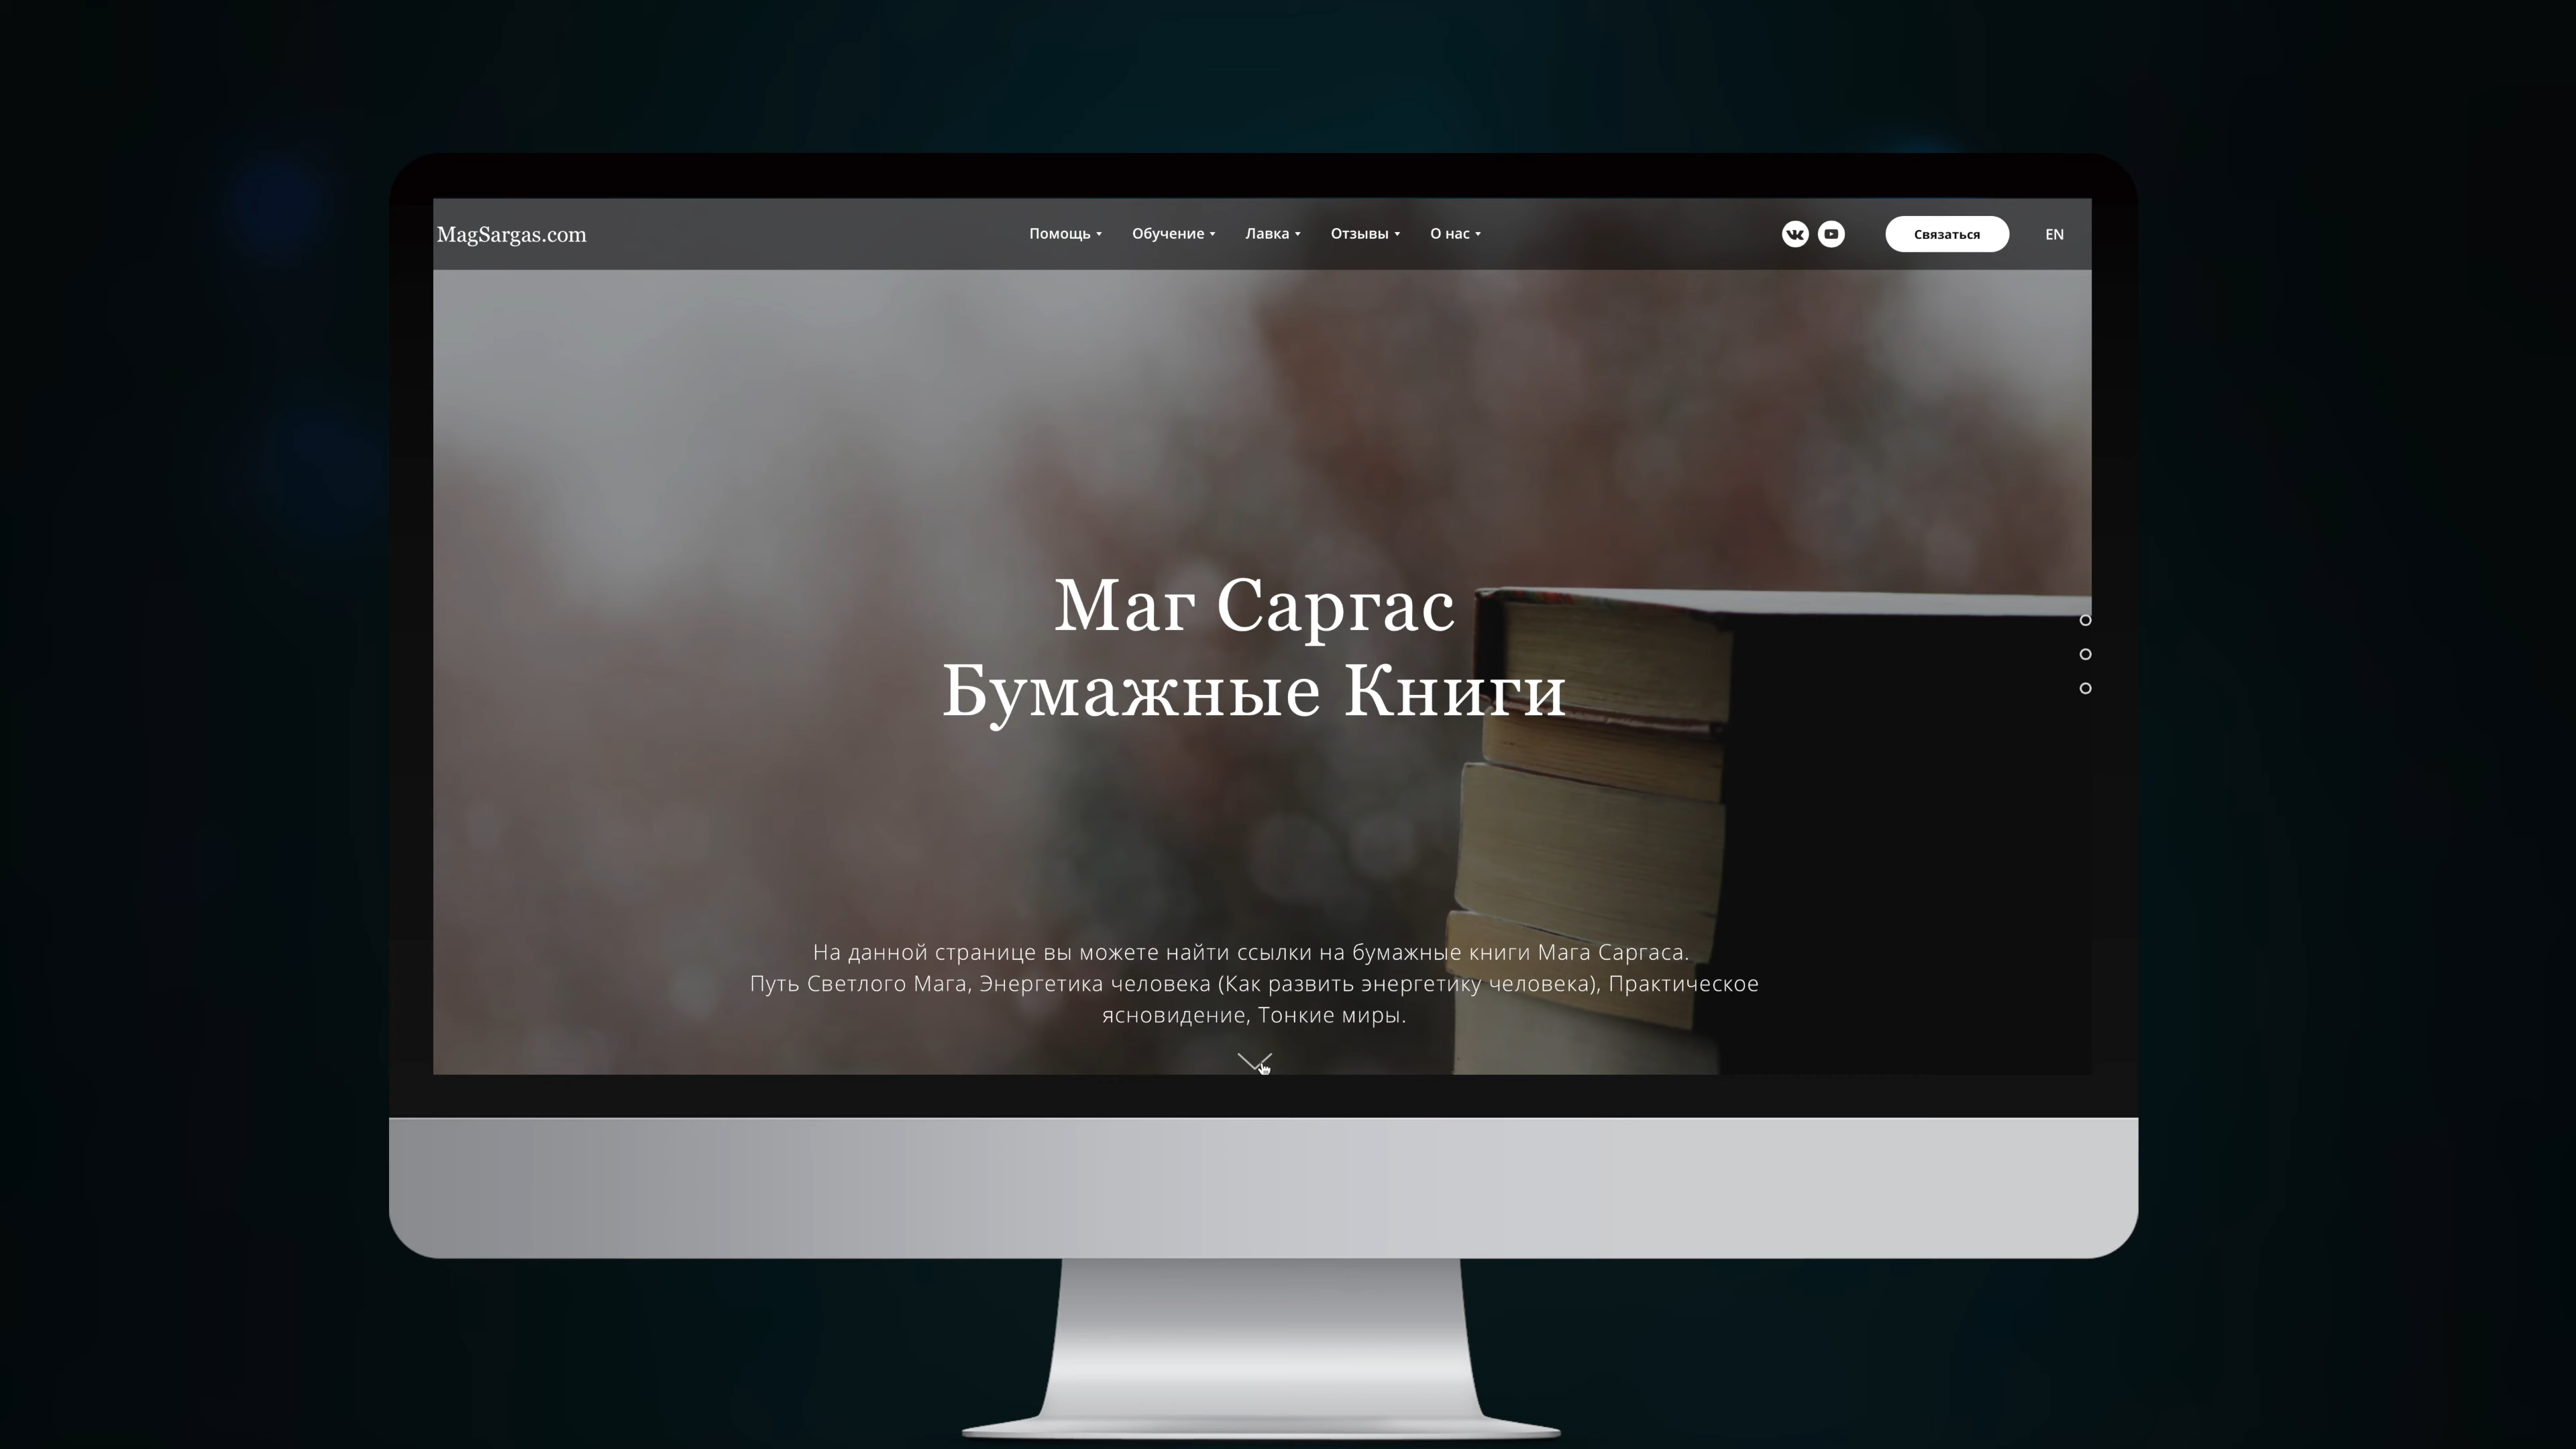 MagSargas.com
Помощь
Обучение
Лавка
Отзывы
О нас
Связаться
EN
Маг Саргас
Бумажные Книги
На данной странице вы можете найти ссылки на бумажные книги Мага Саргаса.
Путь Светлого Мага, Энергетика человека (Как развить энергетику человека), Практическое
ясновидение, Тонкие миры.